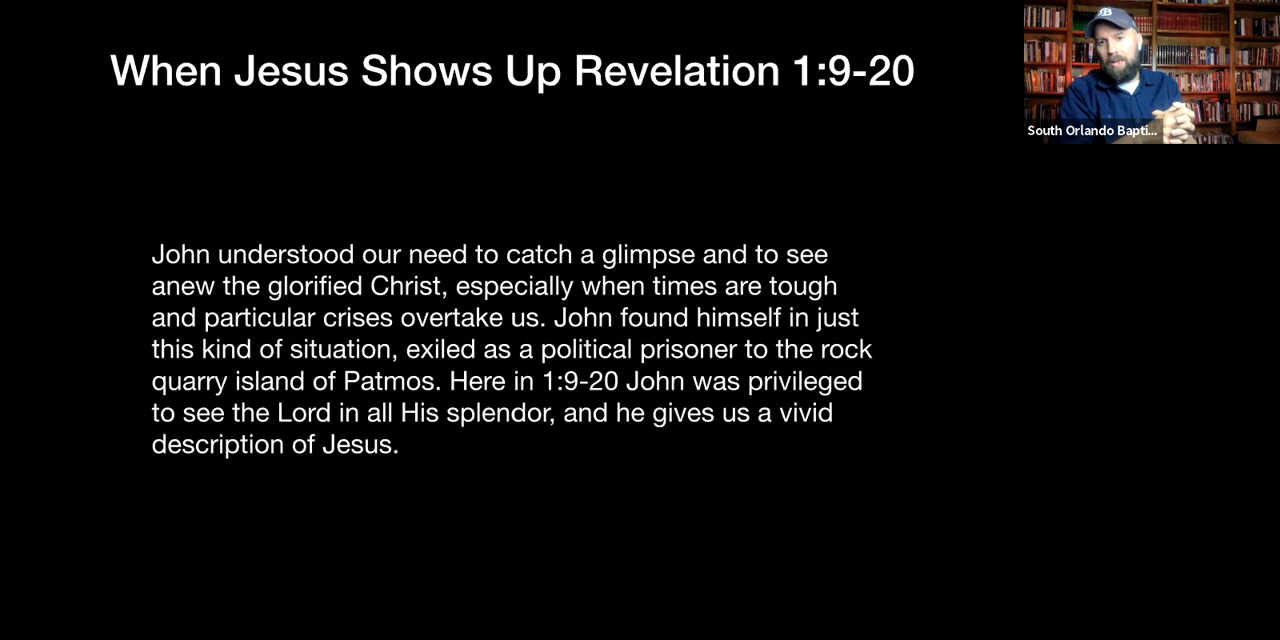 When Jesus Shows Up Revelation 1:9-20
South Orlando Bapti...
John understood our need to catch a glimpse and to see
anew the glorified Christ, especially when times are tough
and particular crises overtake us. John found himself in just
this kind of situation, exiled as a political prisoner to the rock
quarry island of Patmos. Here in 1:9-20 John was privileged
to see the Lord in all His splendor, and he gives us a vivid
description of Jesus.